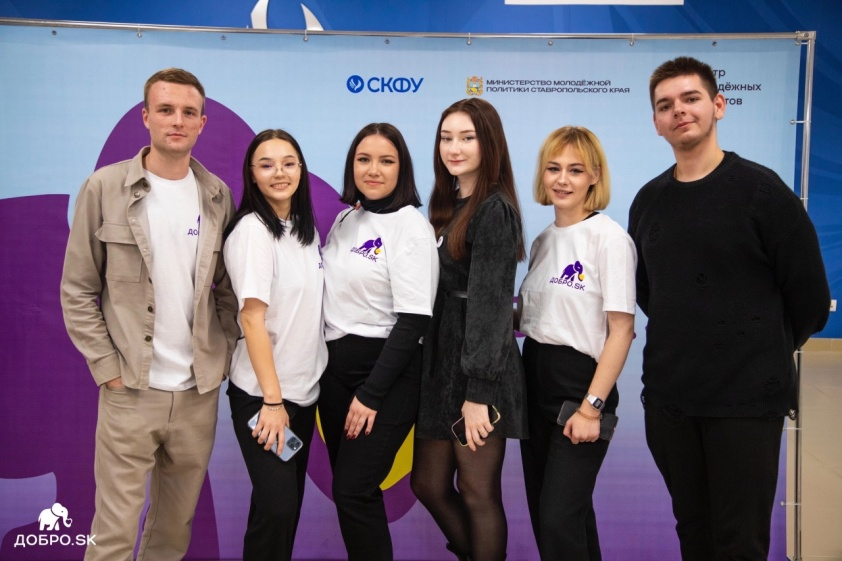 СКФУ
МИНИСТЕРСТВО МОЛОДЁЖНОЙ
ПОЛИТИКИ СТАВРОПОЛЬСКОГО КРАЯ
ДОБРО.SK
ДОБРО.SK
ДОБРО.SK